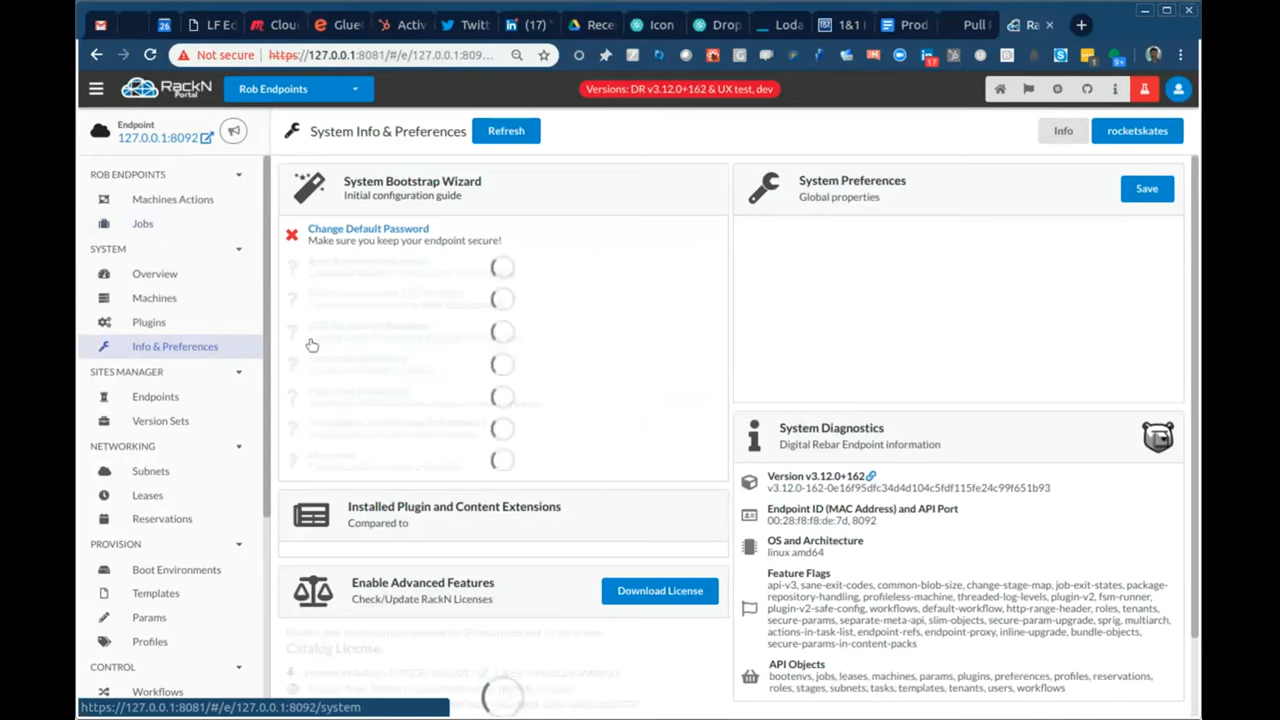 LF Ed
Clou
Glue
Activ
Twitt
(17)
Rece
Icon
Drop
Loda
1&1
Prod
Pull
Ra
Not secure
https://127.0.0.1:8081/#/e/127.0.0.1:809...
RackN
Portal
Rob Endpoints
Versions: DR v3.12.0+162 & UX test, dev
Endpoint
127.0.0.1:8092
System Info & Preferences
Refresh
Info
rocketskates
ROB ENDPOINTS
Machines Actions
Jobs
SYSTEM
Overview
Machines
Plugins
Info & Preferences
SITES MANAGER
Endpoints
Version Sets
NETWORKING
Subnets
Leases
Reservations
PROVISION
Boot Environments
Templates
Params
Profiles
CONTROL
Workflows
https://127.0.0.1:8081/#/e/127.0.0.1:8092/system
System Bootstrap Wizard
Initial configuration guide
Change Default Password
Make sure you keep your endpoint secure!
Installed Plugin and Content Extensions
Compared to
Enable Advanced Features
Check/Update RackN Licenses
Download License
Catalog License:
System Preferences
Global properties
Save
System Diagnostics
Digital Rebar Endpoint information
Version v3.12.0+162
v3.12.0-162-0e16f95dfc34d4d104c5fdf115fe24c99f651b93
Endpoint ID (MAC Address) and API Port
00:28:f8:f8:de:7d, 8092
OS and Architecture
linux amd64
Feature Flags
api-v3, sane-exit-codes, common-blob-size, change-stage-map, job-exit-states, package-
repository-handling, profileless-machine, threaded-log-levels, plugin-v2, fsm-runner,
plugin-v2-safe-config, workflows, default-workflow, http-range-header, roles, tenants,
secure-params, separate-meta-api, slim-objects, secure-param-upgrade, sprig, multiarch,
actions-in-task-list, endpoint-refs, endpoint-proxy, inline-upgrade, bundle-objects,
secure-params-in-content-packs
API Objects
bootenvs, jobs, leases, machines, params, plugins, preferences, profiles, reservations,
roles, stages, subnets, tasks, templates, tenants, users, workflows